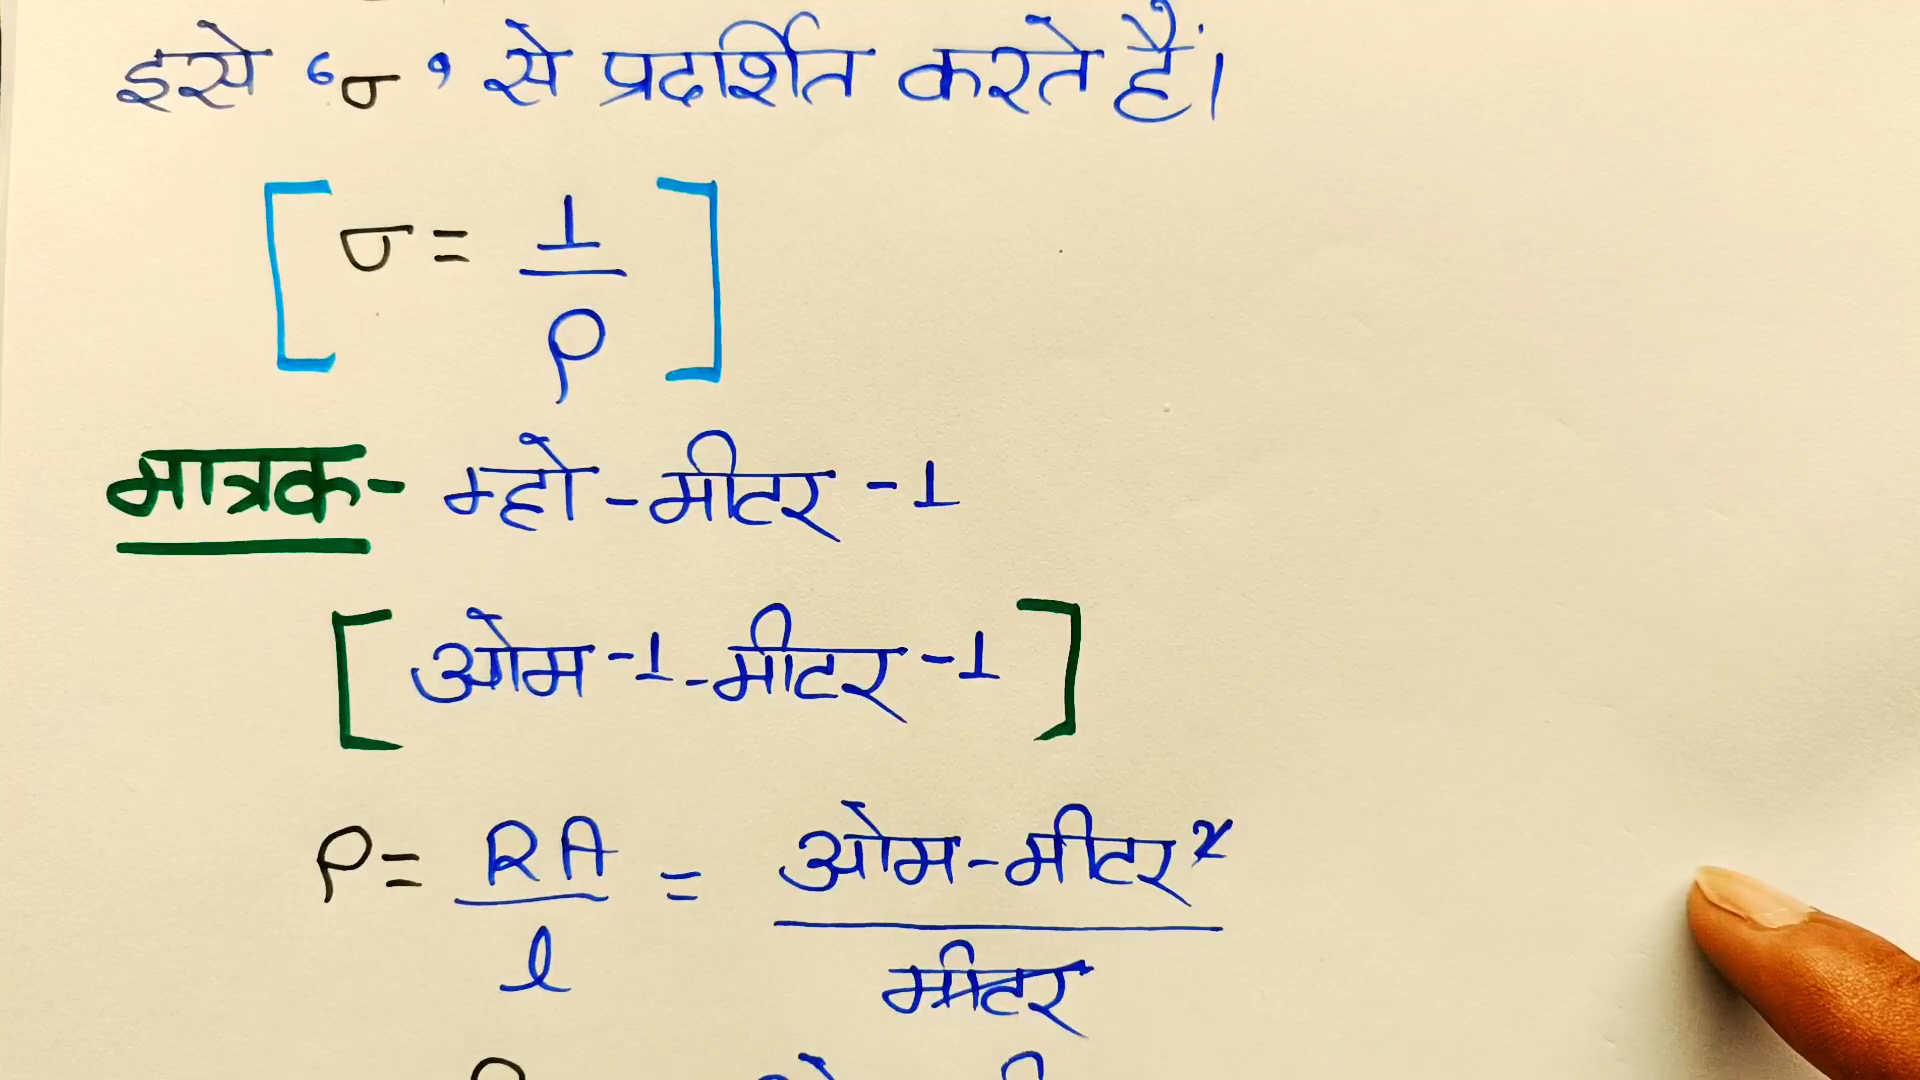 इसे ‘σ’ से प्रदर्शित करते हैं।
[σ = 1/ρ]
मात्रक- म्हो-मीटर -1
[ओम -1 -मीटर -1]
ρ = RA/l = ओम-मीटर²/मीटर